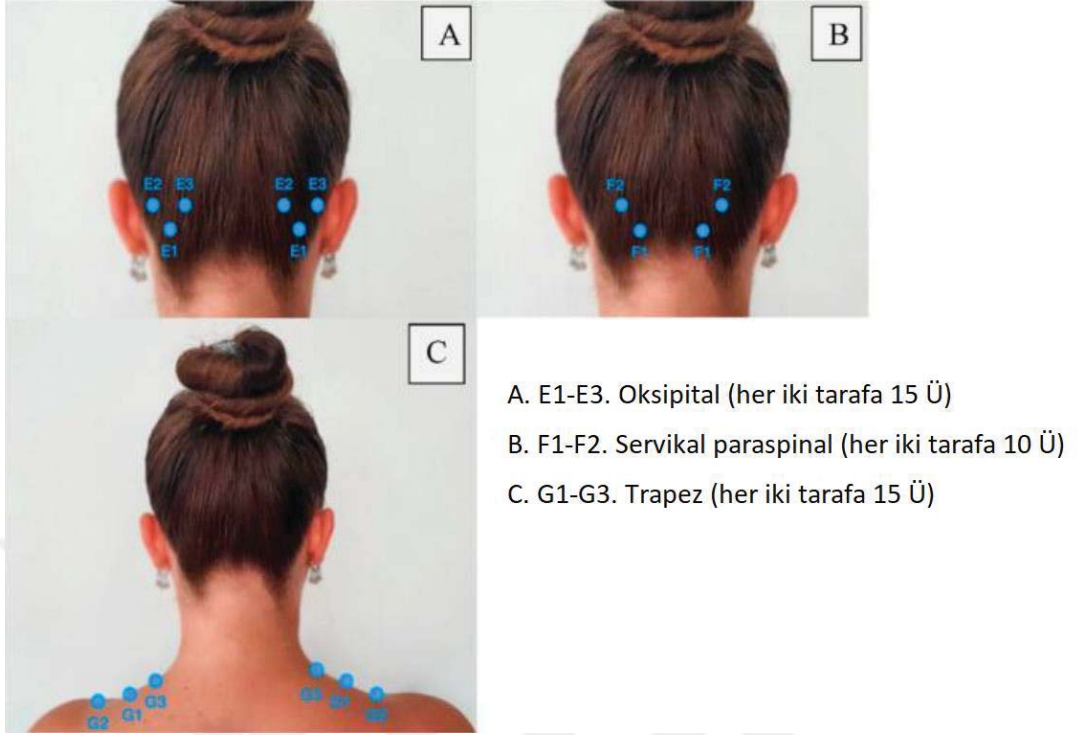 A
B
E2 E3 E2 E3
E1 E1
F2 F2
F1 F1
C
A. E1-E3. Oksipital (her iki tarafa 15 Ü)
B. F1-F2. Servikal paraspinal (her iki tarafa 10 Ü)
C. G1-G3. Trapez (her iki tarafa 15 Ü)
G2 G1 G3 G3 G1 G2